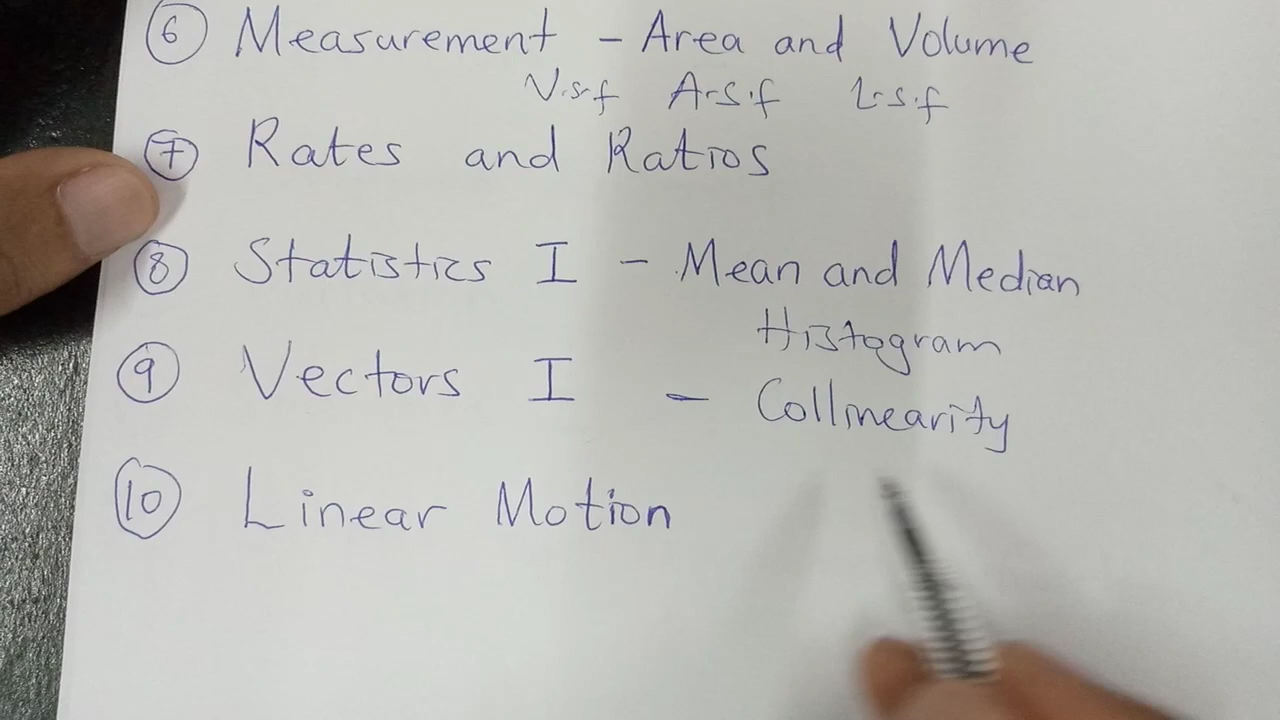 6 Measurement - Area and Volume
V.s.f A.s.f L.s.f
7 Rates and Ratios
8 Statistics I - Mean and Median
Histogram
9 Vectors I - Collinearity
10 Linear Motion